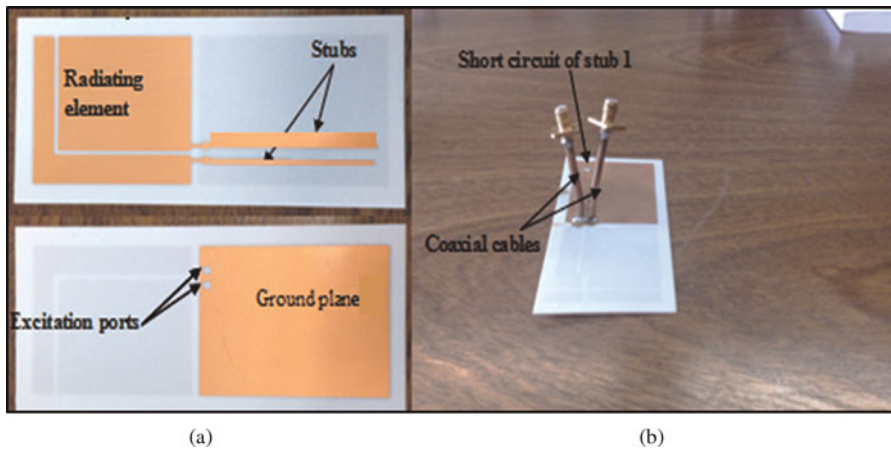 Radiating
element
Stubs
Excitation ports
Ground plane
Short circuit of stub 1
Coaxial cables
(a)
(b)